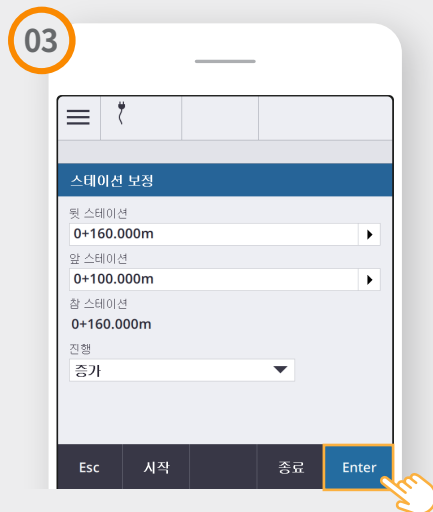 03
스테이션 보정
뒷 스테이션
0+160.000m
앞 스테이션
0+100.000m
참 스테이션
0+160.000m
진행
증가
Esc 시작 종료 Enter